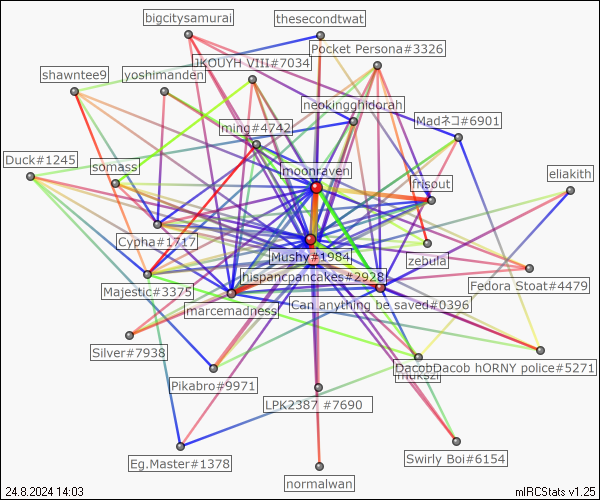 bigcitysamurai
thesecondtwat
Pocket Persona#3326
IKOUYH VIII#7034
shawntee9
yoshimanden
neokingghidorah
Madネコ#6901
ming#4742
Duck#1245
somass
moonraven
eliakith
frisout
Cypha#1717
Mushy#1984
zebula
hispancpancakes#2928
Majestic#3375
Fedora Stoat#4479
Can anything be saved#0396
marcemadness
Silver#7938
DacobDacob hORNY police#5271
Pikabro#9971
LPK2387 #7690
Swirly Boi#6154
Eg.Master#1378
normalwan
24.8.2024 14:03
mIRCStats v1.25